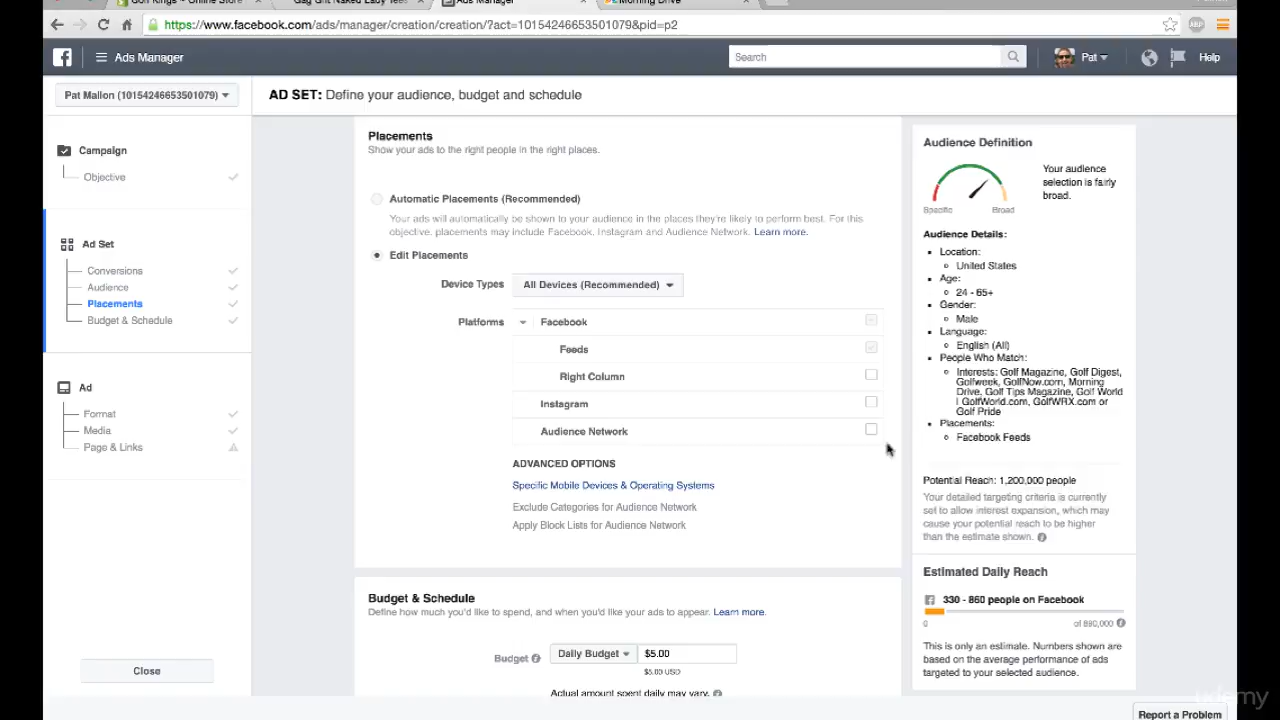 Golf Kings ~ Online Store
Gag Gift Naked Lady Tees
Ads Manager
Morning Drive
https://www.facebook.com/ads/manager/creation/creation/?act=10154246653501079&pid=p2
ABP
Ads Manager
Search
Pat
Help
Pat Mallon (10154246653501079)
AD SET: Define your audience, budget and schedule
Campaign
Objective
Ad Set
Conversions
Audience
Placements
Budget & Schedule
Ad
Format
Media
Page & Links
Close
Placements
Show your ads to the right people in the right places.
Automatic Placements (Recommended)
Your ads will automatically be shown to your audience in the places they're likely to perform best. For this
objective, placements may include Facebook, Instagram and Audience Network. Learn more.
Edit Placements
Device Types All Devices (Recommended)
Platforms Facebook
Feeds
Right Column
Instagram
Audience Network
ADVANCED OPTIONS
Specific Mobile Devices & Operating Systems
Exclude Categories for Audience Network
Apply Block Lists for Audience Network
Budget & Schedule
Define how much you'd like to spend, and when you'd like your ads to appear. Learn more.
Budget Daily Budget $5.00
$5.00 USD
Actual amount spent daily may vary.
Audience Definition
Your audience
selection is fairly
broad.
Specific Broad
Audience Details:
Location:
United States
Age:
24 - 65+
Gender:
Male
Language:
English (All)
People Who Match:
Interests: Golf Magazine, Golf Digest,
Golfweek, GolfNow.com, Morning
Drive, Golf Tips Magazine, Golf World
| GolfWorld.com, GolfWRX.com or
Golf Pride
Placements:
Facebook Feeds
Potential Reach: 1,200,000 people
Your detailed targeting criteria is currently
set to allow interest expansion, which may
cause your potential reach to be higher
than the estimate shown.
Estimated Daily Reach
330 - 860 people on Facebook
0 of 890,000
This is only an estimate. Numbers shown are
based on the average performance of ads
targeted to your selected audience.
udemy
Report a Problem